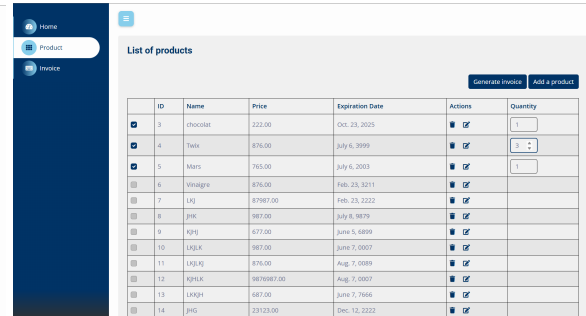 Home
Product
Invoice
List of products
Generate invoice Add a product
ID Name Price Expiration Date Actions Quantity
3 chocolat 222.00 Oct. 23, 2025 1
4 Twix 876.00 July 6, 3999 3
5 Mars 765.00 July 6, 2003 1
6 Vinaigre 876.00 Feb. 23, 3211
7 LKJ 87987.00 Feb. 23, 2222
8 JHK 987.00 July 8, 9879
9 KJHJ 677.00 June 5, 6899
10 LKJLK 987.00 June 7, 0007
11 LKJLKJ 876.00 Aug. 7, 0089
12 KJHLK 9876987.00 Aug. 7, 0007
13 LKKJH 687.00 June 7, 7666
14 JHG 23123.00 Dec. 12, 2222